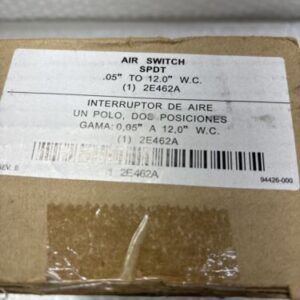 AIR SWITCH
SPDT
.05" TO 12.0" W.C.
(1) 2E462A
INTERRUPTOR DE AIRE
UN POLO, DOS POSICIONES
GAMA: 0,05" A 12,0" W.C.
(1) 2E462A
1 2E462A
94426-000